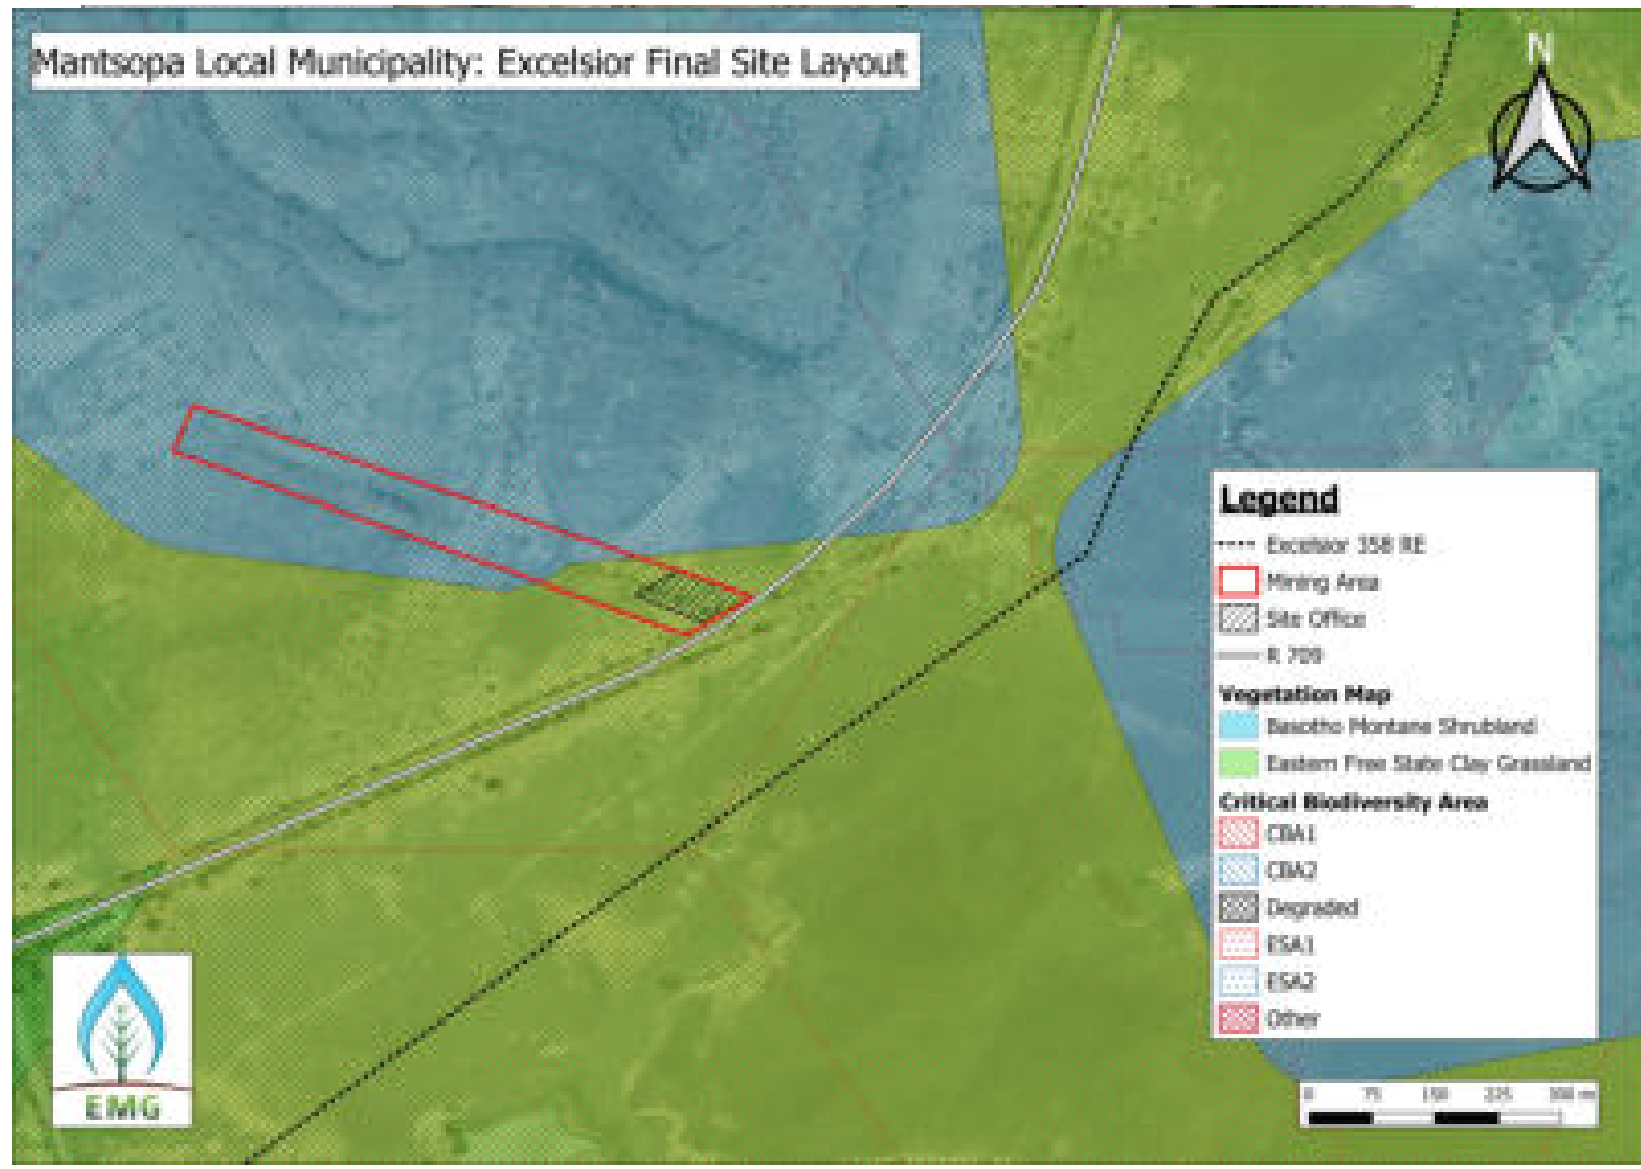 Mantsopa Local Municipality: Excelsior Final Site Layout
N
Legend
Excelsior 358 RE
Mining Area
Site Office
R 709
Vegetation Map
Basotho Montane Shrubland
Eastern Free State Clay Grassland
Critical Biodiversity Area
CBA1
CBA2
Degraded
ESA1
ESA2
Other
0 75 150 225 300 m
EMG